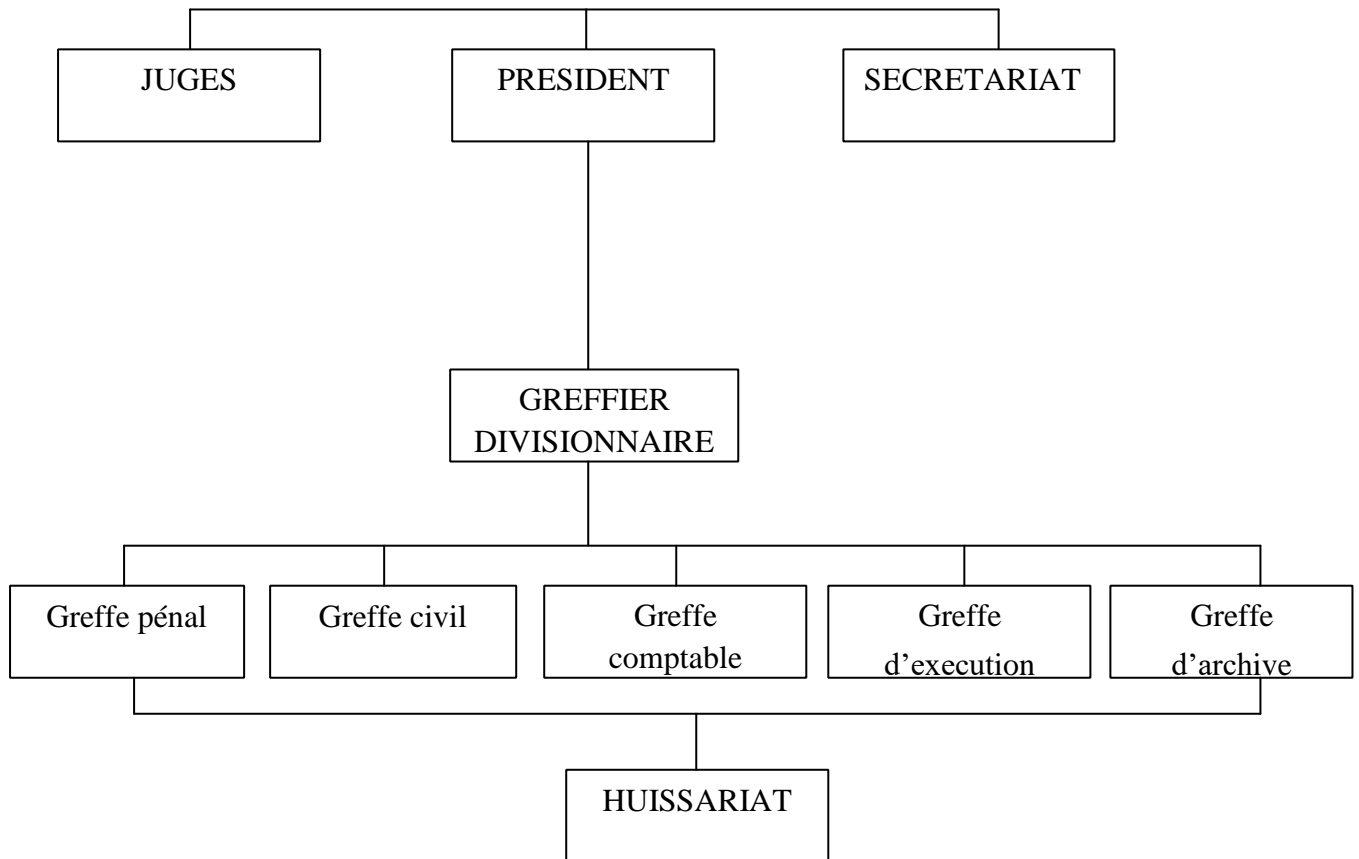 JUGES
PRESIDENT
SECRETARIAT
GREFFIER
DIVISIONNAIRE
Greffe pénal
Greffe civil
Greffe
comptable
Greffe
d’execution
Greffe
d’archive
HUISSARIAT